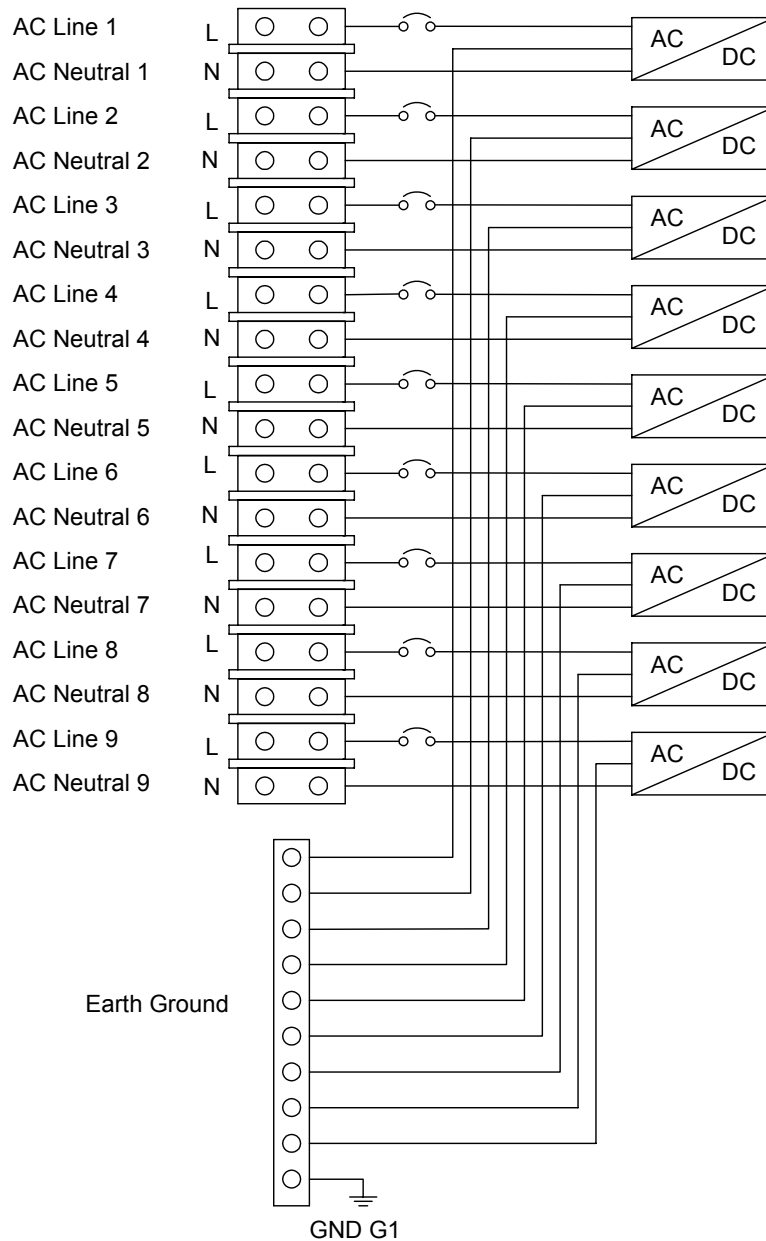 AC Line 1 L AC DC
AC Neutral 1 N
AC Line 2 L AC DC
AC Neutral 2 N
AC Line 3 L AC DC
AC Neutral 3 N
AC Line 4 L AC DC
AC Neutral 4 N
AC Line 5 L AC DC
AC Neutral 5 N
AC Line 6 L AC DC
AC Neutral 6 N
AC Line 7 L AC DC
AC Neutral 7 N
AC Line 8 L AC DC
AC Neutral 8 N
AC Line 9 L AC DC
AC Neutral 9 N
Earth Ground
GND G1